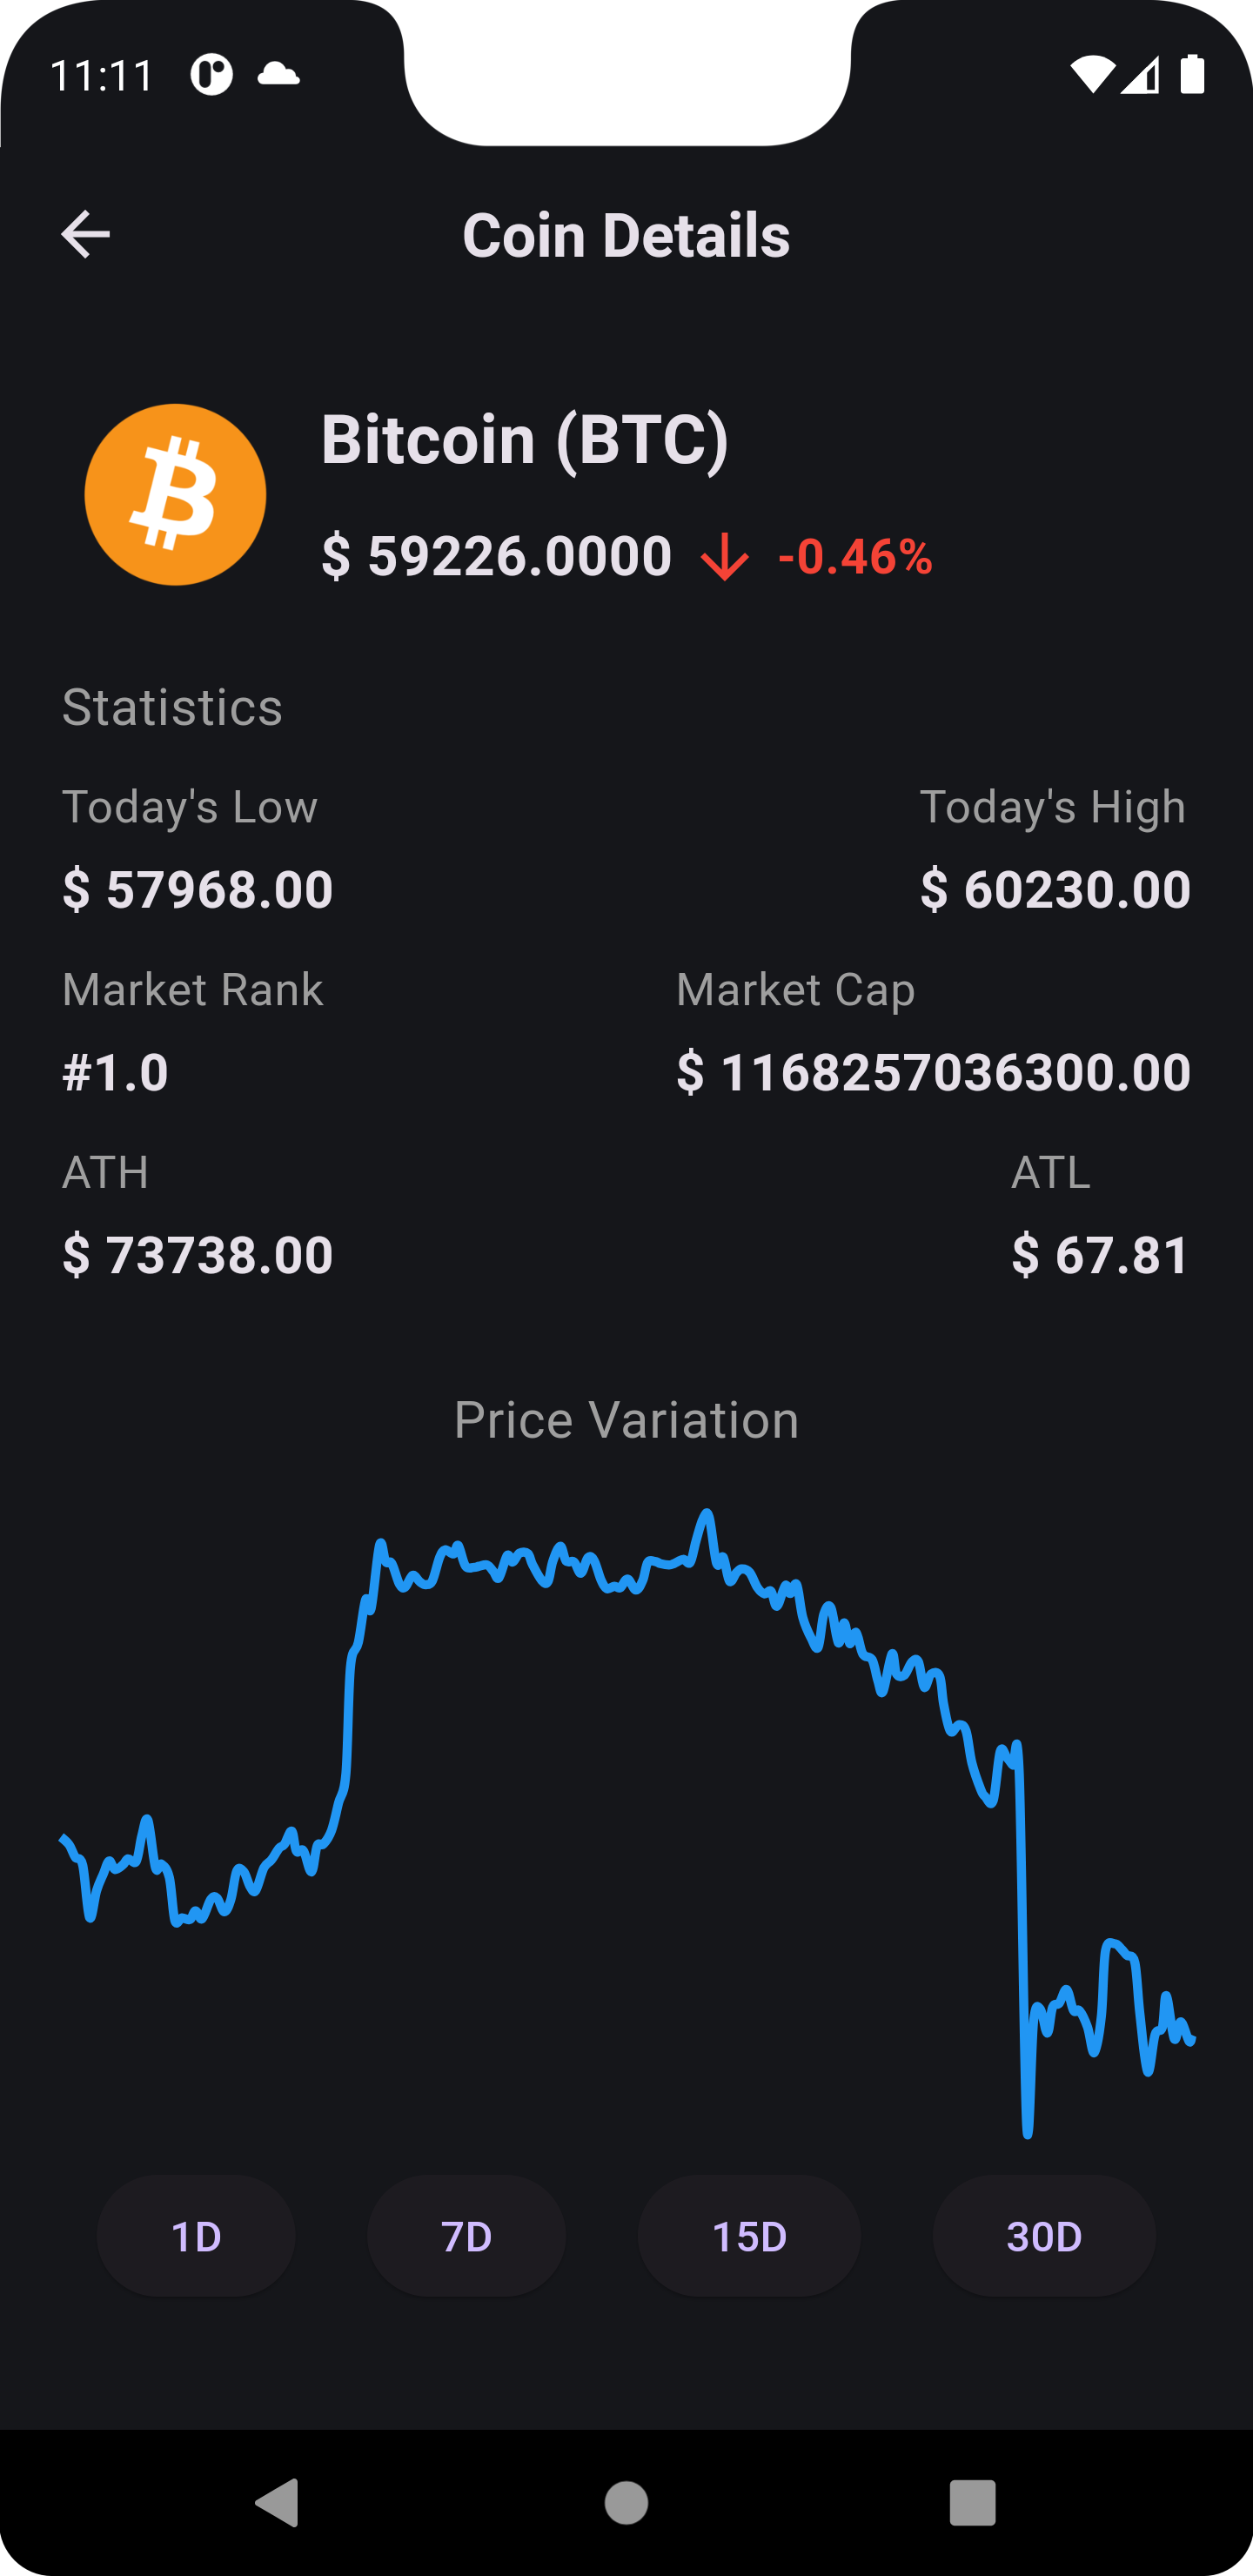 11:11
Coin Details
Bitcoin (BTC)
$ 59226.0000 -0.46%
Statistics
Today's Low Today's High
$ 57968.00 $ 60230.00
Market Rank Market Cap
#1.0 $ 1168257036300.00
ATH ATL
$ 73738.00 $ 67.81
Price Variation
1D 7D 15D 30D